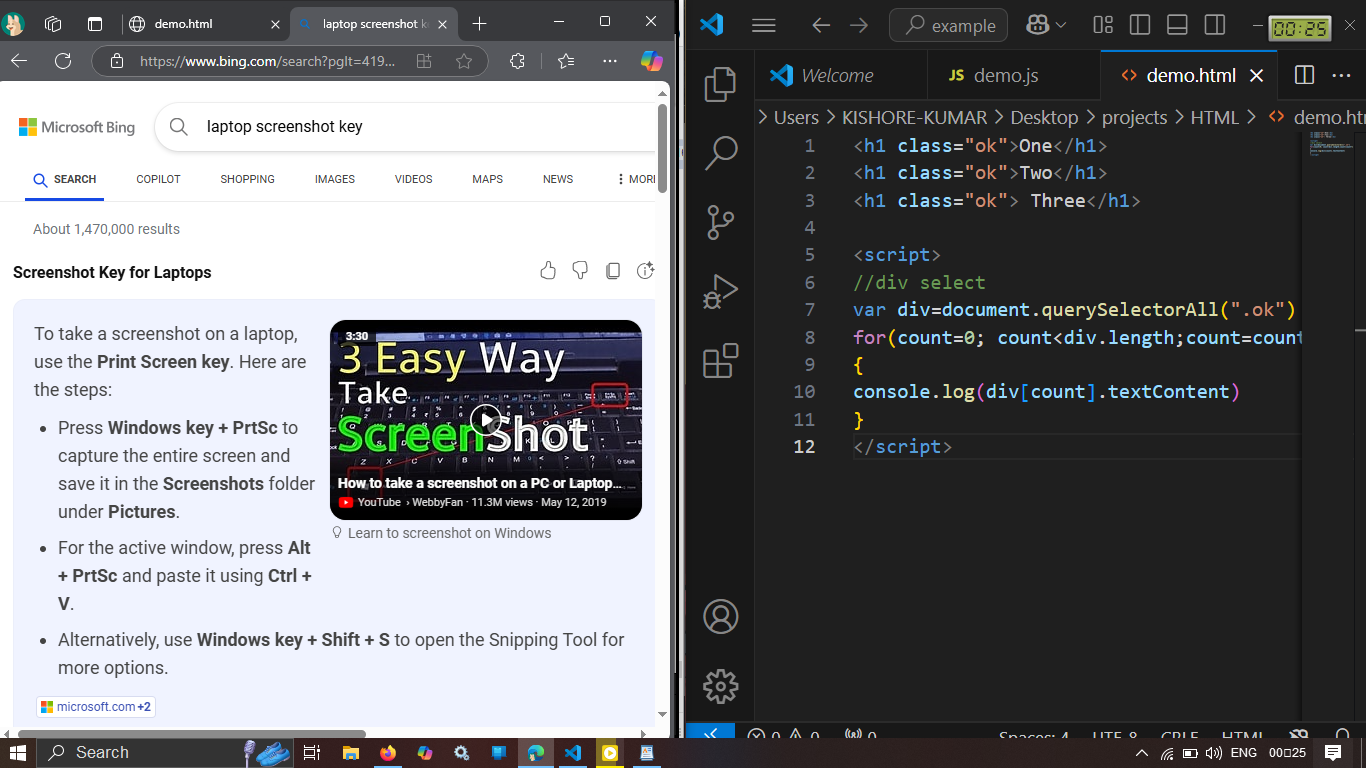 demo.html
laptop screenshot k
https://www.bing.com/search?pglt=419...
Microsoft Bing
laptop screenshot key
SEARCH COPILOT SHOPPING IMAGES VIDEOS MAPS NEWS MORE
About 1,470,000 results
Screenshot Key for Laptops
To take a screenshot on a laptop,
use the Print Screen key. Here are
the steps:
• Press Windows key + PrtSc to
capture the entire screen and
save it in the Screenshots folder
under Pictures.
• For the active window, press Alt
+ PrtSc and paste it using Ctrl +
V.
• Alternatively, use Windows key + Shift + S to open the Snipping Tool for
more options.
microsoft.com +2
3:30
3 Easy Way
Take
ScreenShot
How to take a screenshot on a PC or Laptop...
YouTube › WebbyFan · 11.3M views · May 12, 2019
Learn to screenshot on Windows
example
00:25
Welcome
JS demo.js
demo.html
Users > KISHORE-KUMAR > Desktop > projects > HTML > demo.htm
1 <h1 class="ok">One</h1>
2 <h1 class="ok">Two</h1>
3 <h1 class="ok"> Three</h1>
4
5 <script>
6 //div select
7 var div=document.querySelectorAll(".ok")
8 for(count=0; count<div.length;count=count
9 {
10 console.log(div[count].textContent)
11 }
12 </script>
0 0 0 Spaces: 4 UTF-8 CRLF HTML
Search
ENG 00□25